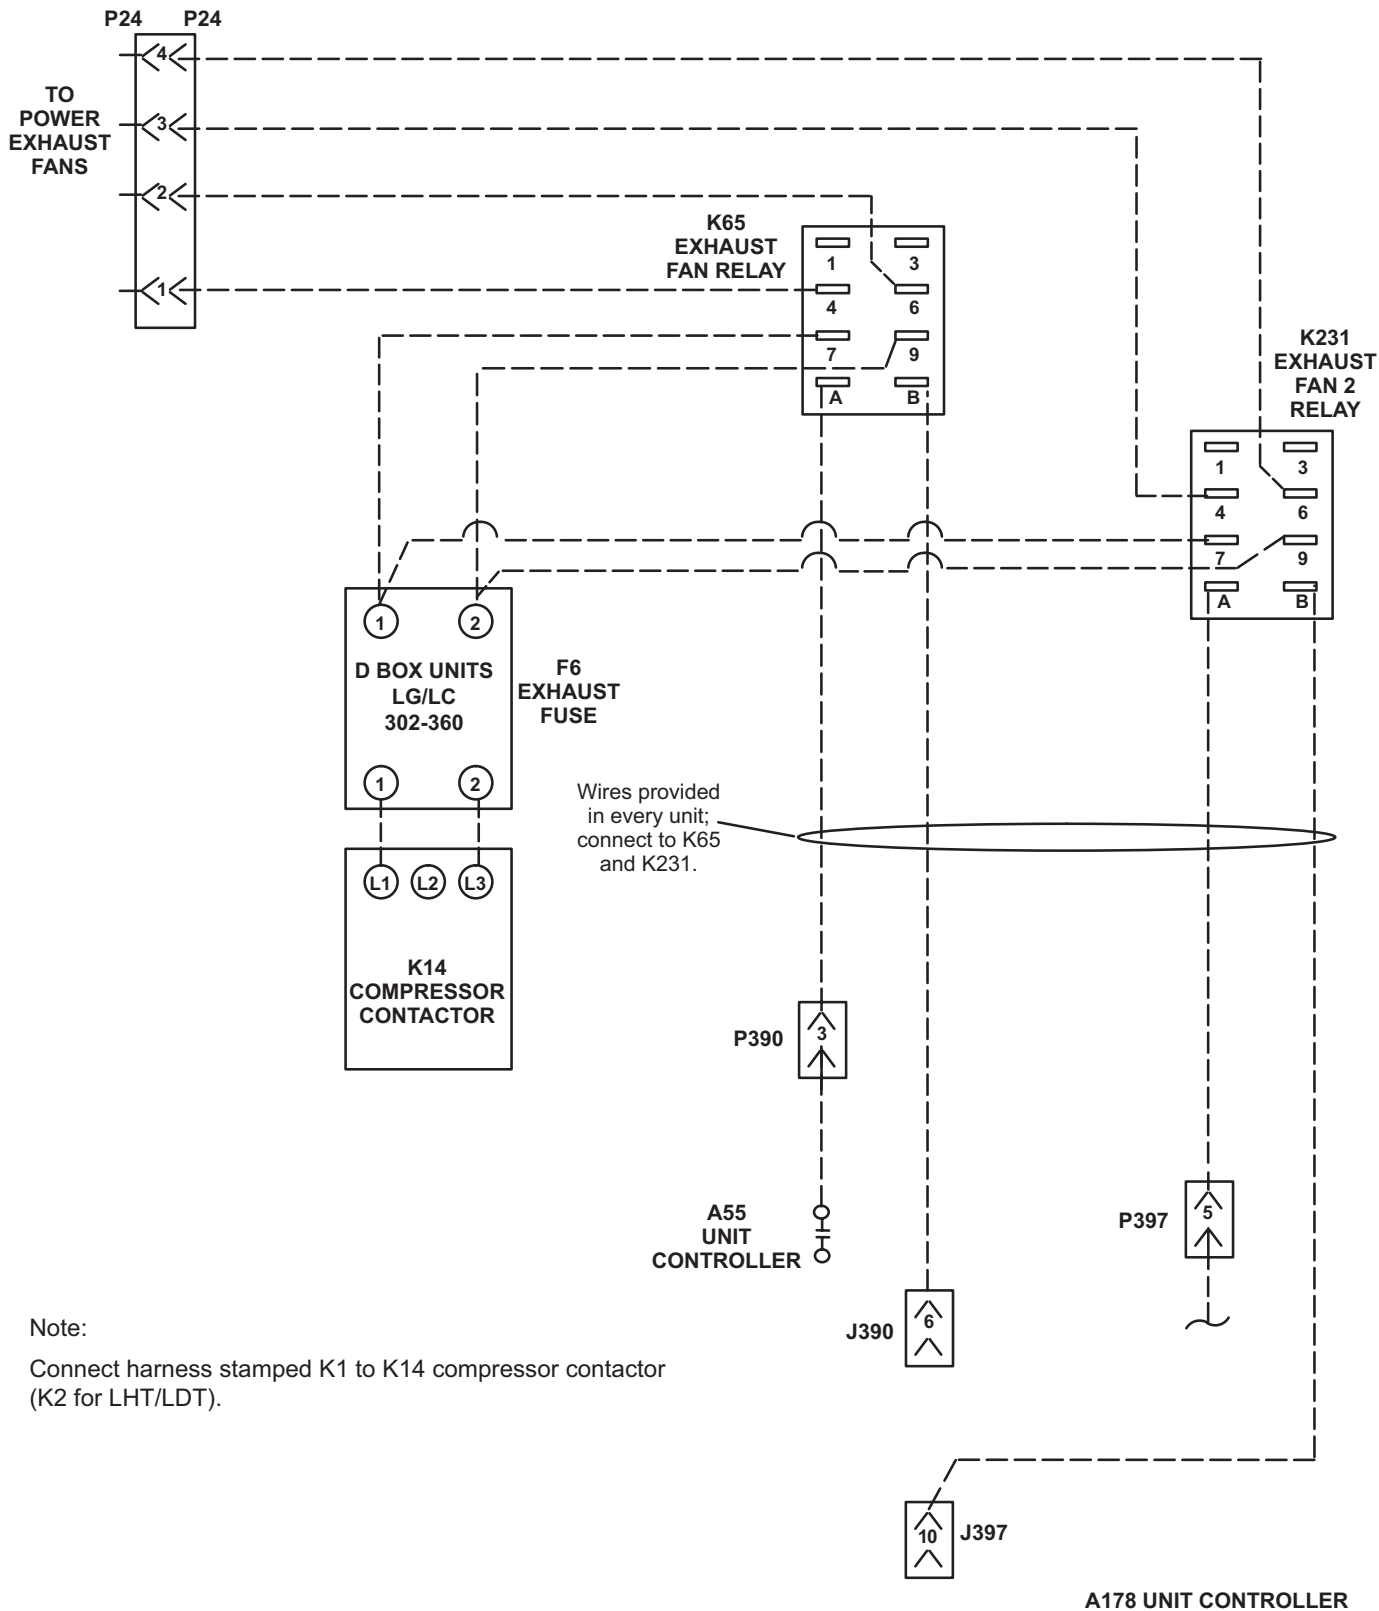 P24 P24
4
TO
POWER
EXHAUST
FANS
3
2
1
K65
EXHAUST
FAN RELAY
1 3
4 6
7 9
A B
K231
EXHAUST
FAN 2
RELAY
1 3
4 6
7 9
A B
1 2
D BOX UNITS
LG/LC
302-360
1 2
F6
EXHAUST
FUSE
Wires provided
in every unit;
connect to K65
and K231.
L1 L2 L3
K14
COMPRESSOR
CONTACTOR
P390
3
A55
UNIT
CONTROLLER
P397
5
J390
6
Note:
Connect harness stamped K1 to K14 compressor contactor
(K2 for LHT/LDT).
10
J397
A178 UNIT CONTROLLER